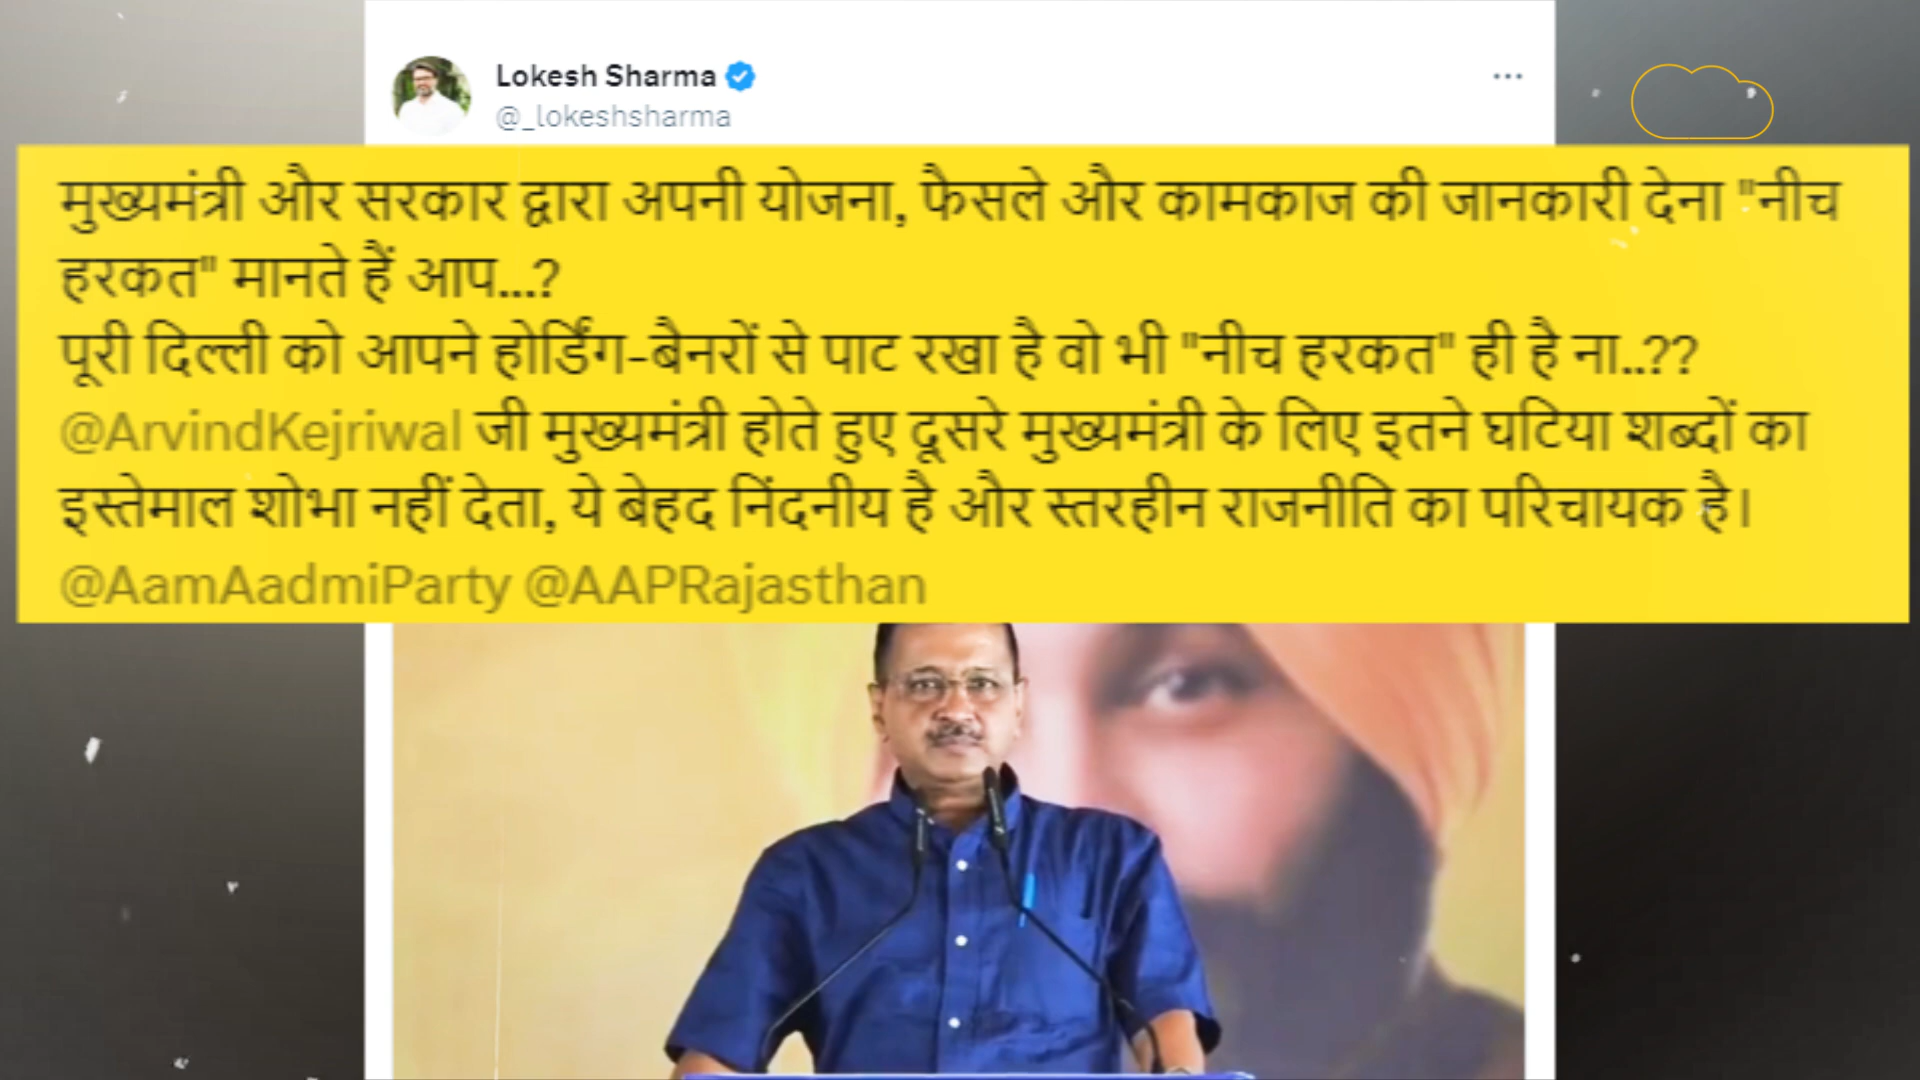 Lokesh Sharma
@_lokeshsharma
मुख्यमंत्री और सरकार द्वारा अपनी योजना, फैसले और कामकाज की जानकारी देना "नीच
हरकत" मानते हैं आप...?
पूरी दिल्ली को आपने होर्डिंग-बैनरों से पाट रखा है वो भी "नीच हरकत" ही है ना..??
@ArvindKejriwal जी मुख्यमंत्री होते हुए दूसरे मुख्यमंत्री के लिए इतने घटिया शब्दों का
इस्तेमाल शोभा नहीं देता, ये बेहद निंदनीय है और स्तरहीन राजनीति का परिचायक है।
@AamAadmiParty @AAPRajasthan